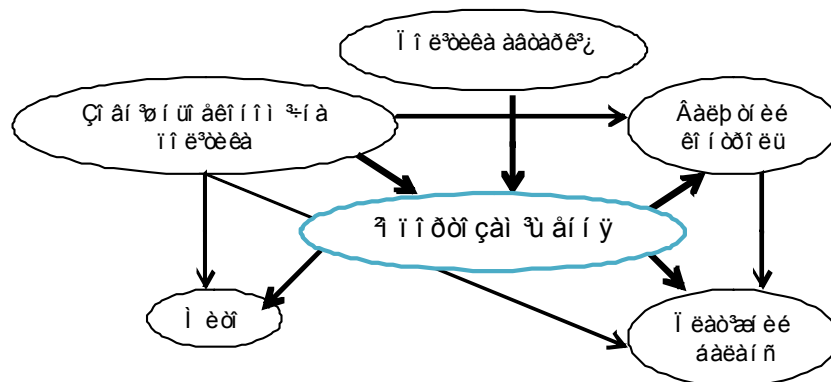 Ïîë³òèêà àâòàðê³¿
Çîâí³øíüîåêîíîì³÷íà
ïîë³òèêà
Âàëþòíèé
êîíòðîëü
²ìïîðòîçàì³ùåííÿ
Ìèòî
Ïëàò³æíèé
áàëàíñ